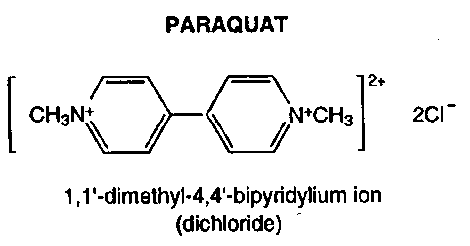 PARAQUAT
[CH₃N⁺ N⁺CH₃]²⁺ 2Cl⁻
1,1'-dimethyl-4,4'-bipyridylium ion
(dichloride)